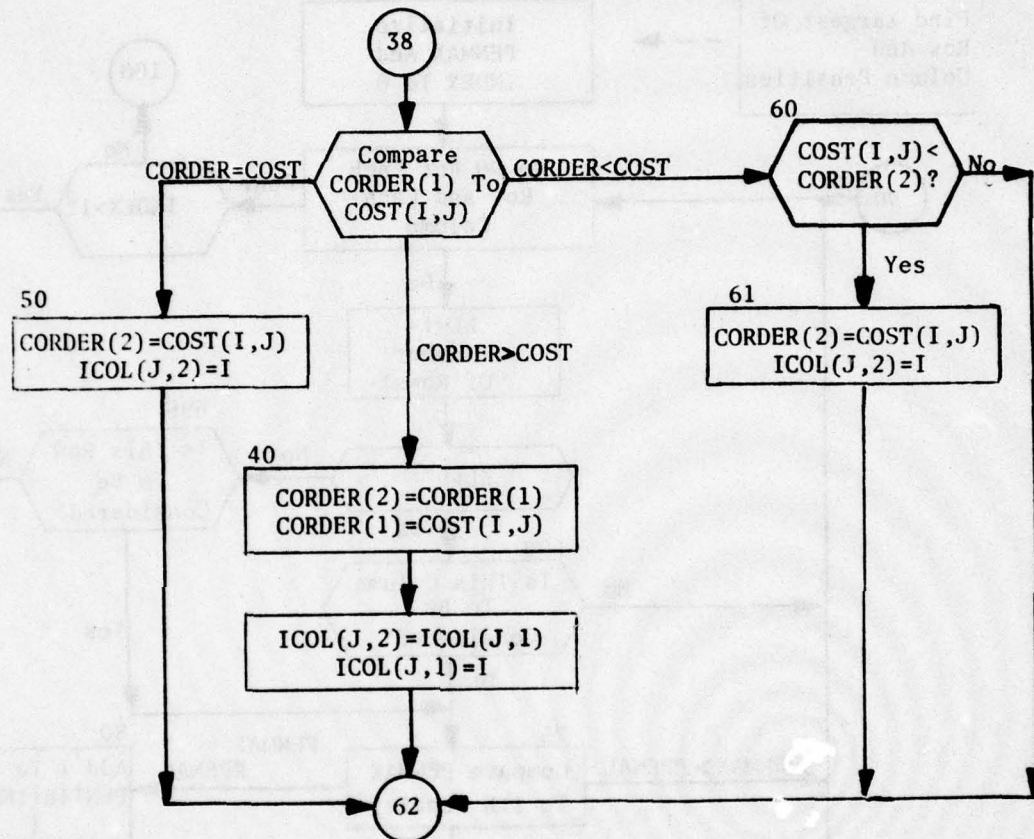 38
60
Compare
CORDER(1) To
COST(I,J)
CORDER=COST
CORDER<COST
COST(I,J)<
CORDER(2)?
No
Yes
50
CORDER(2)=COST(I,J)
ICOL(J,2)=I
CORDER>COST
61
CORDER(2)=COST(I,J)
ICOL(J,2)=I
40
CORDER(2)=CORDER(1)
CORDER(1)=COST(I,J)
ICOL(J,2)=ICOL(J,1)
ICOL(J,1)=I
62